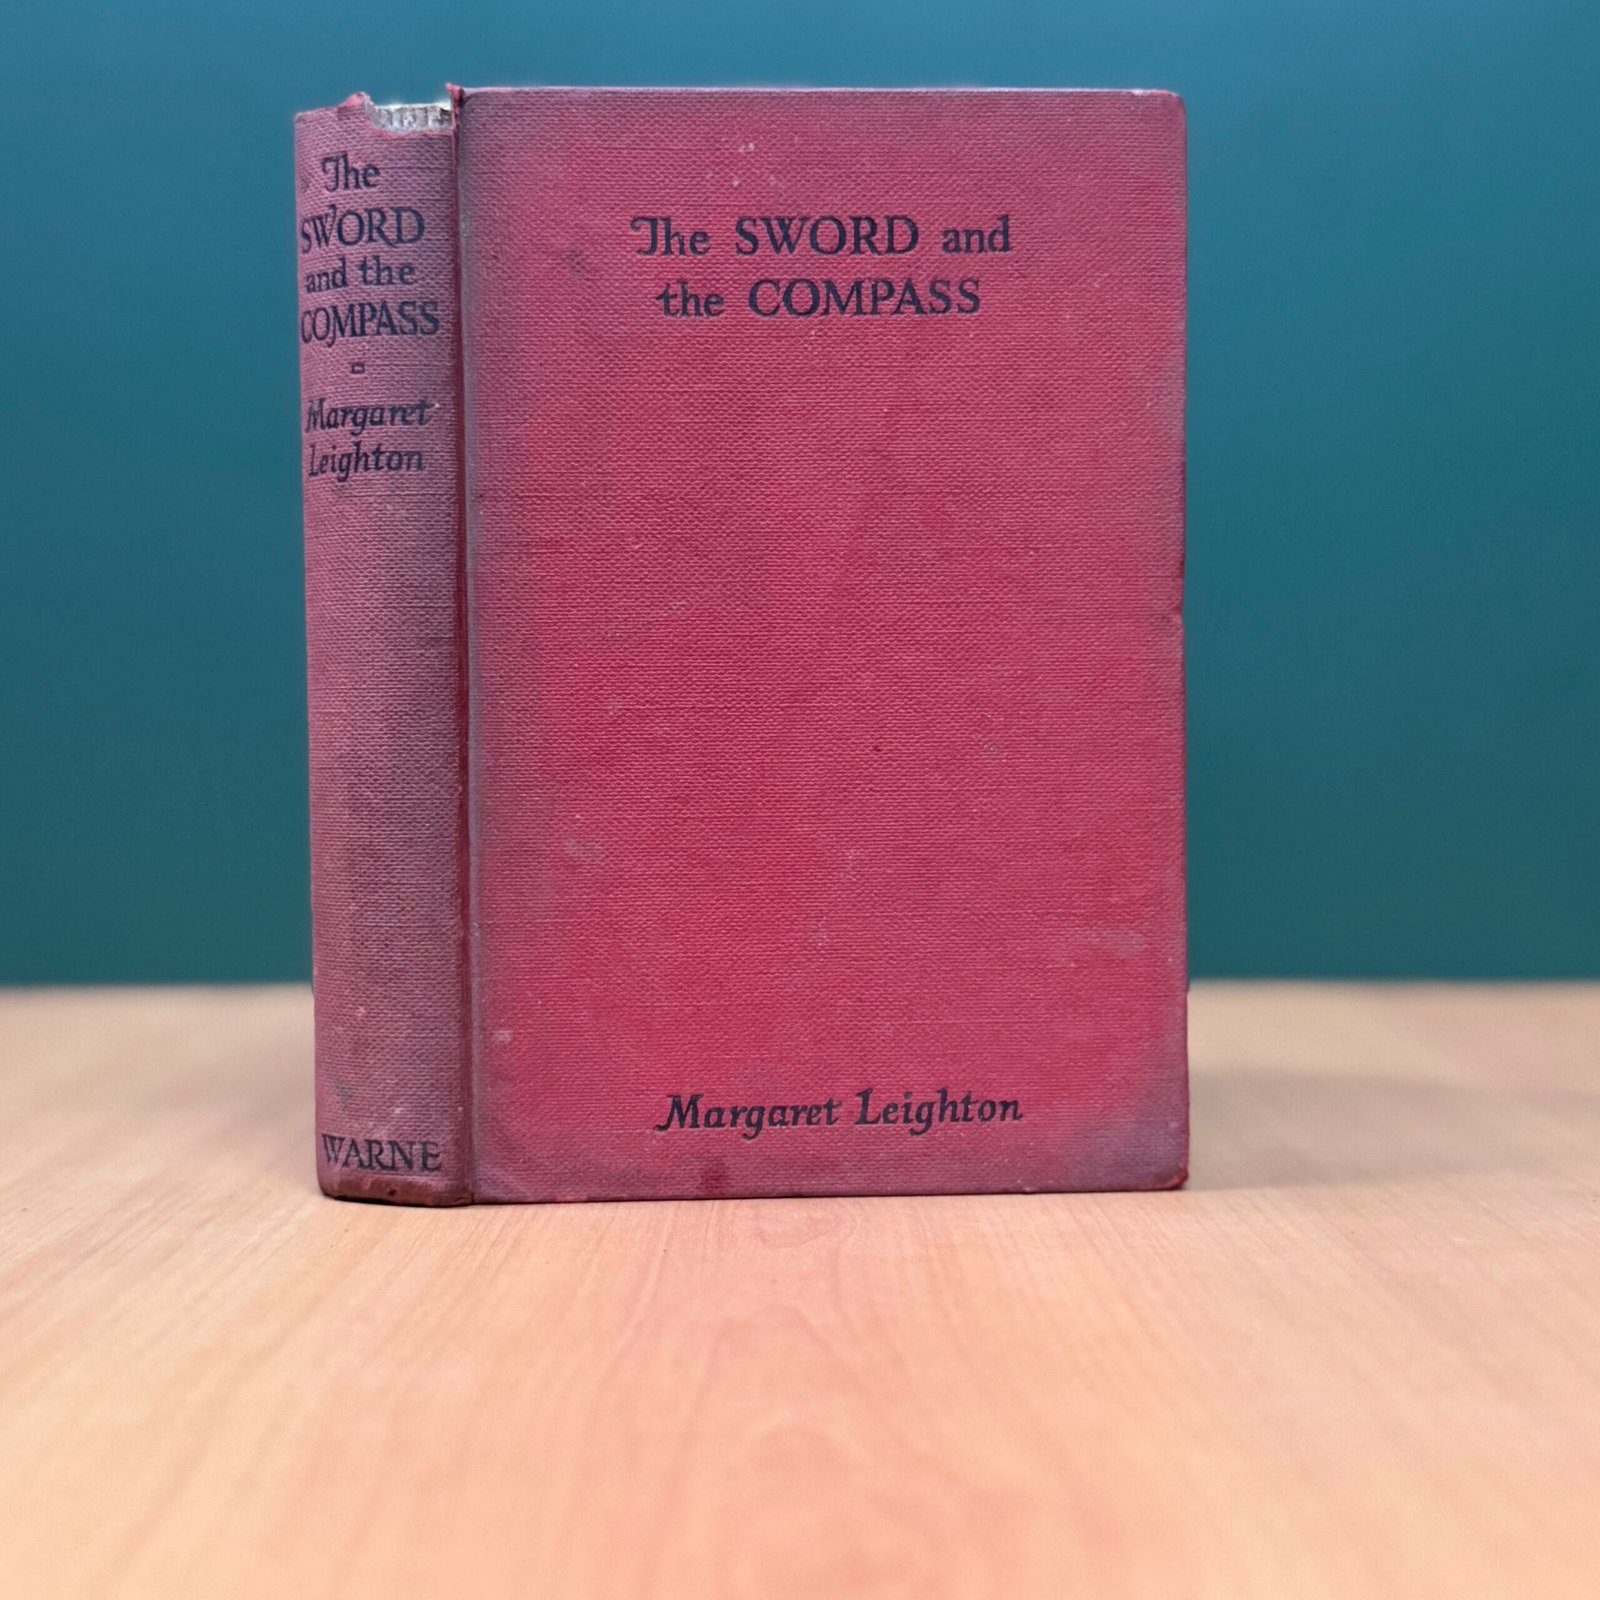 The
SWORD
and the
COMPASS
Margaret
Leighton
WARNE
The SWORD and
the COMPASS
Margaret Leighton